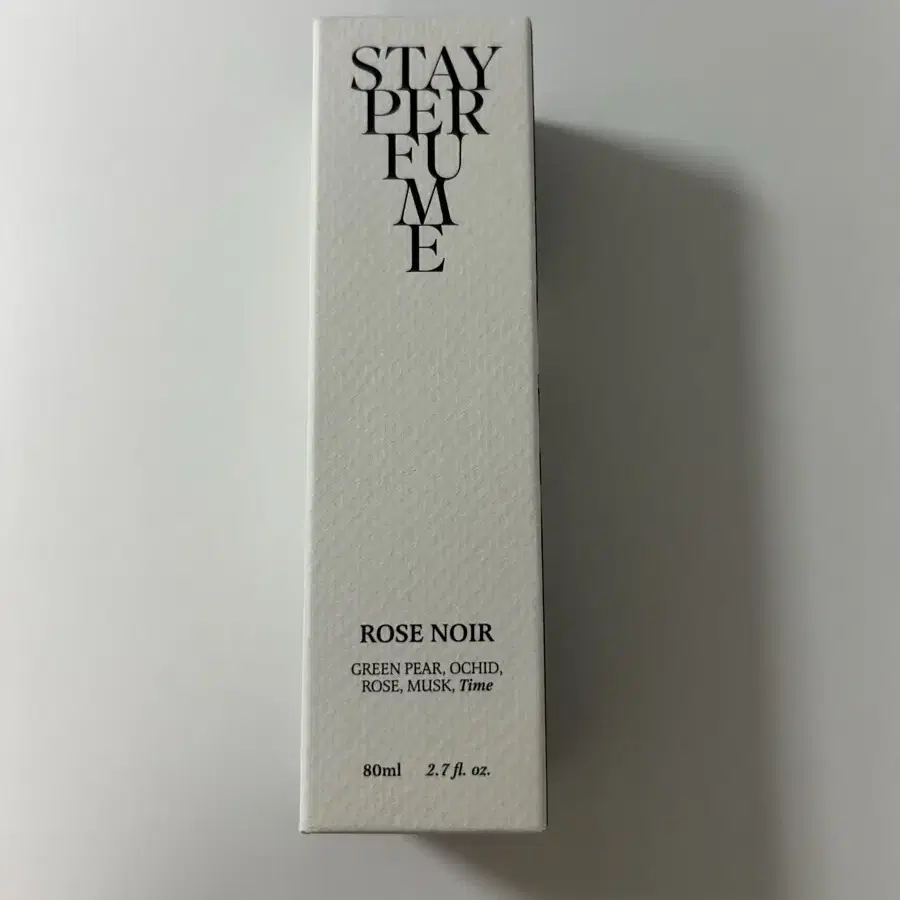 STAY
PER
FU
M
E
ROSE NOIR
GREEN PEAR, OCHID,
ROSE, MUSK, Time
80ml 2.7 fl. oz.